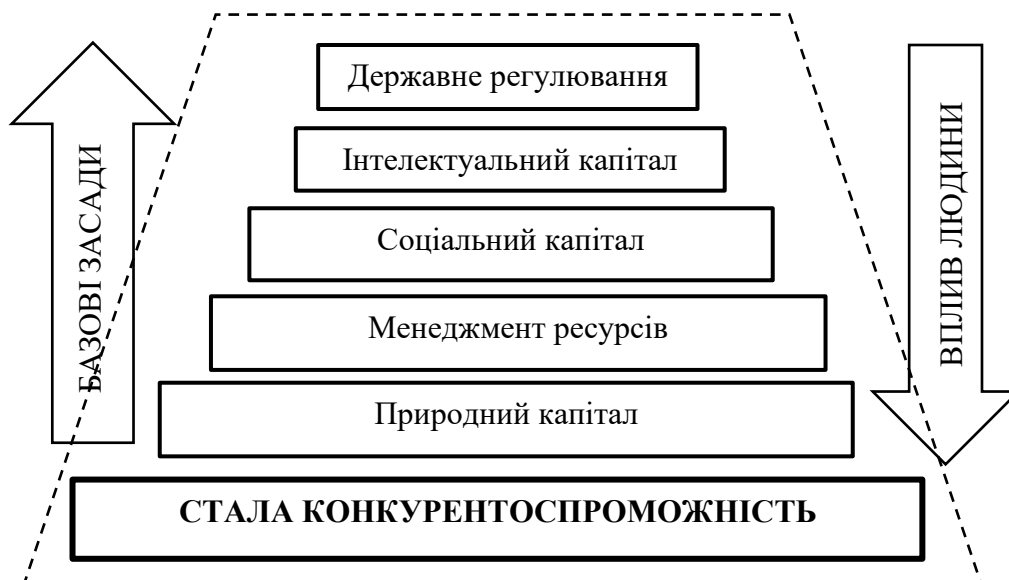 Державне регулювання
Інтелектуальний капітал
Соціальний капітал
Менеджмент ресурсів
Природний капітал
СТАЛА КОНКУРЕНТОСПРОМОЖНІСТЬ
БАЗОВІ ЗАСАДИ
ВПЛИВ ЛЮДИНИ